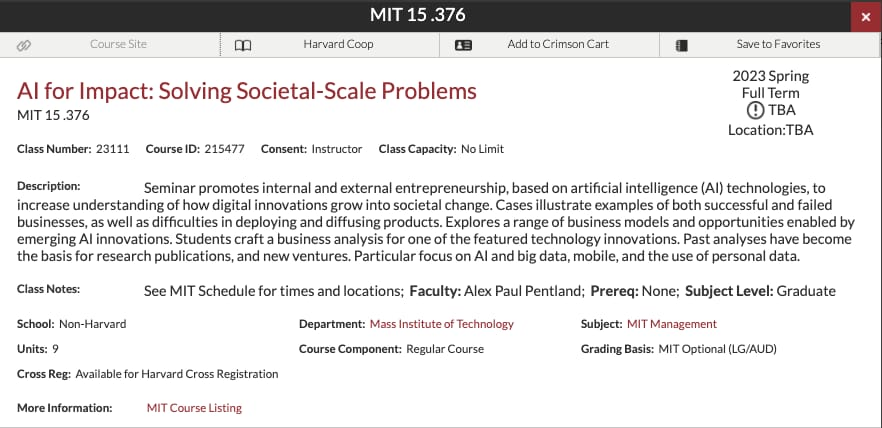 MIT 15 .376
×
Course Site
Harvard Coop
Add to Crimson Cart
Save to Favorites
AI for Impact: Solving Societal-Scale Problems
MIT 15 .376
2023 Spring
Full Term
TBA
Location:TBA
Class Number: 23111 Course ID: 215477 Consent: Instructor Class Capacity: No Limit
Description: Seminar promotes internal and external entrepreneurship, based on artificial intelligence (AI) technologies, to
increase understanding of how digital innovations grow into societal change. Cases illustrate examples of both successful and failed
businesses, as well as difficulties in deploying and diffusing products. Explores a range of business models and opportunities enabled by
emerging AI innovations. Students craft a business analysis for one of the featured technology innovations. Past analyses have become
the basis for research publications, and new ventures. Particular focus on AI and big data, mobile, and the use of personal data.
Class Notes: See MIT Schedule for times and locations; Faculty: Alex Paul Pentland; Prereq: None; Subject Level: Graduate
School: Non-Harvard Department: Mass Institute of Technology Subject: MIT Management
Units: 9 Course Component: Regular Course Grading Basis: MIT Optional (LG/AUD)
Cross Reg: Available for Harvard Cross Registration
More Information: MIT Course Listing